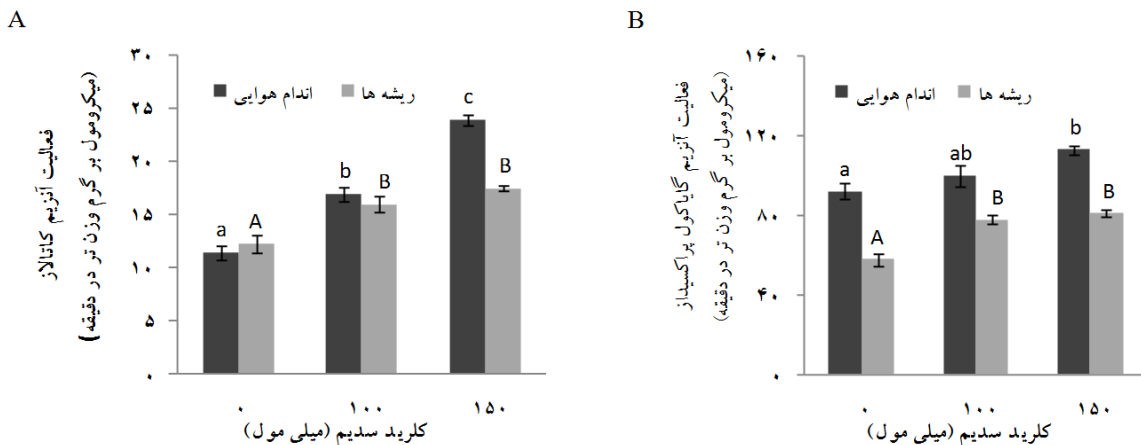 A
فعالیت آنزیم کاتالاز
(میکرومول بر گرم وزن تر در دقیقه)
۳۰
۲۵
۲۰
۱۵
۱۰
۵
۰
اندام هوایی
ریشه ها
a
A
b
B
c
B
۰
۱۰۰
۱۵۰
کلرید سدیم (میلی مول)
B
فعالیت آنزیم گایاکول پراکسیداز
(میکرومول بر گرم وزن تر در دقیقه)
۱۶۰
۱۲۰
۸۰
۴۰
۰
اندام هوایی
ریشه ها
a
A
ab
B
b
B
۰
۱۰۰
۱۵۰
کلرید سدیم (میلی مول)